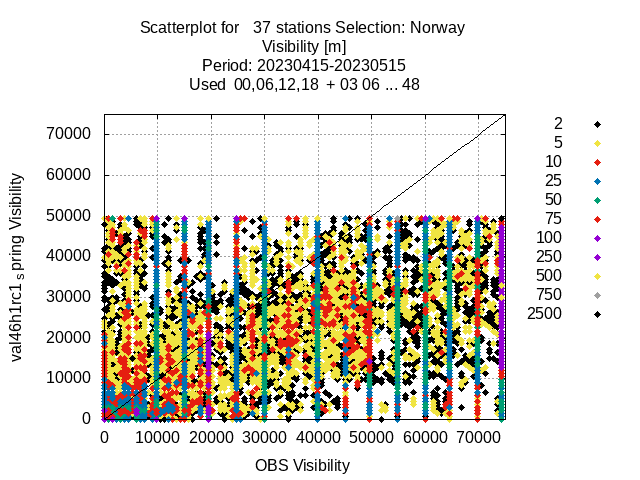 Scatterplot for 37 stations Selection: Norway
Visibility [m]
Period: 20230415-20230515
Used 00,06,12,18 + 03 06 ... 48
val46h1rc1 s pring Visibility
70000
60000
50000
40000
30000
20000
10000
0
0 10000 20000 30000 40000 50000 60000 70000
OBS Visibility
2
5
10
25
50
75
100
250
500
750
2500